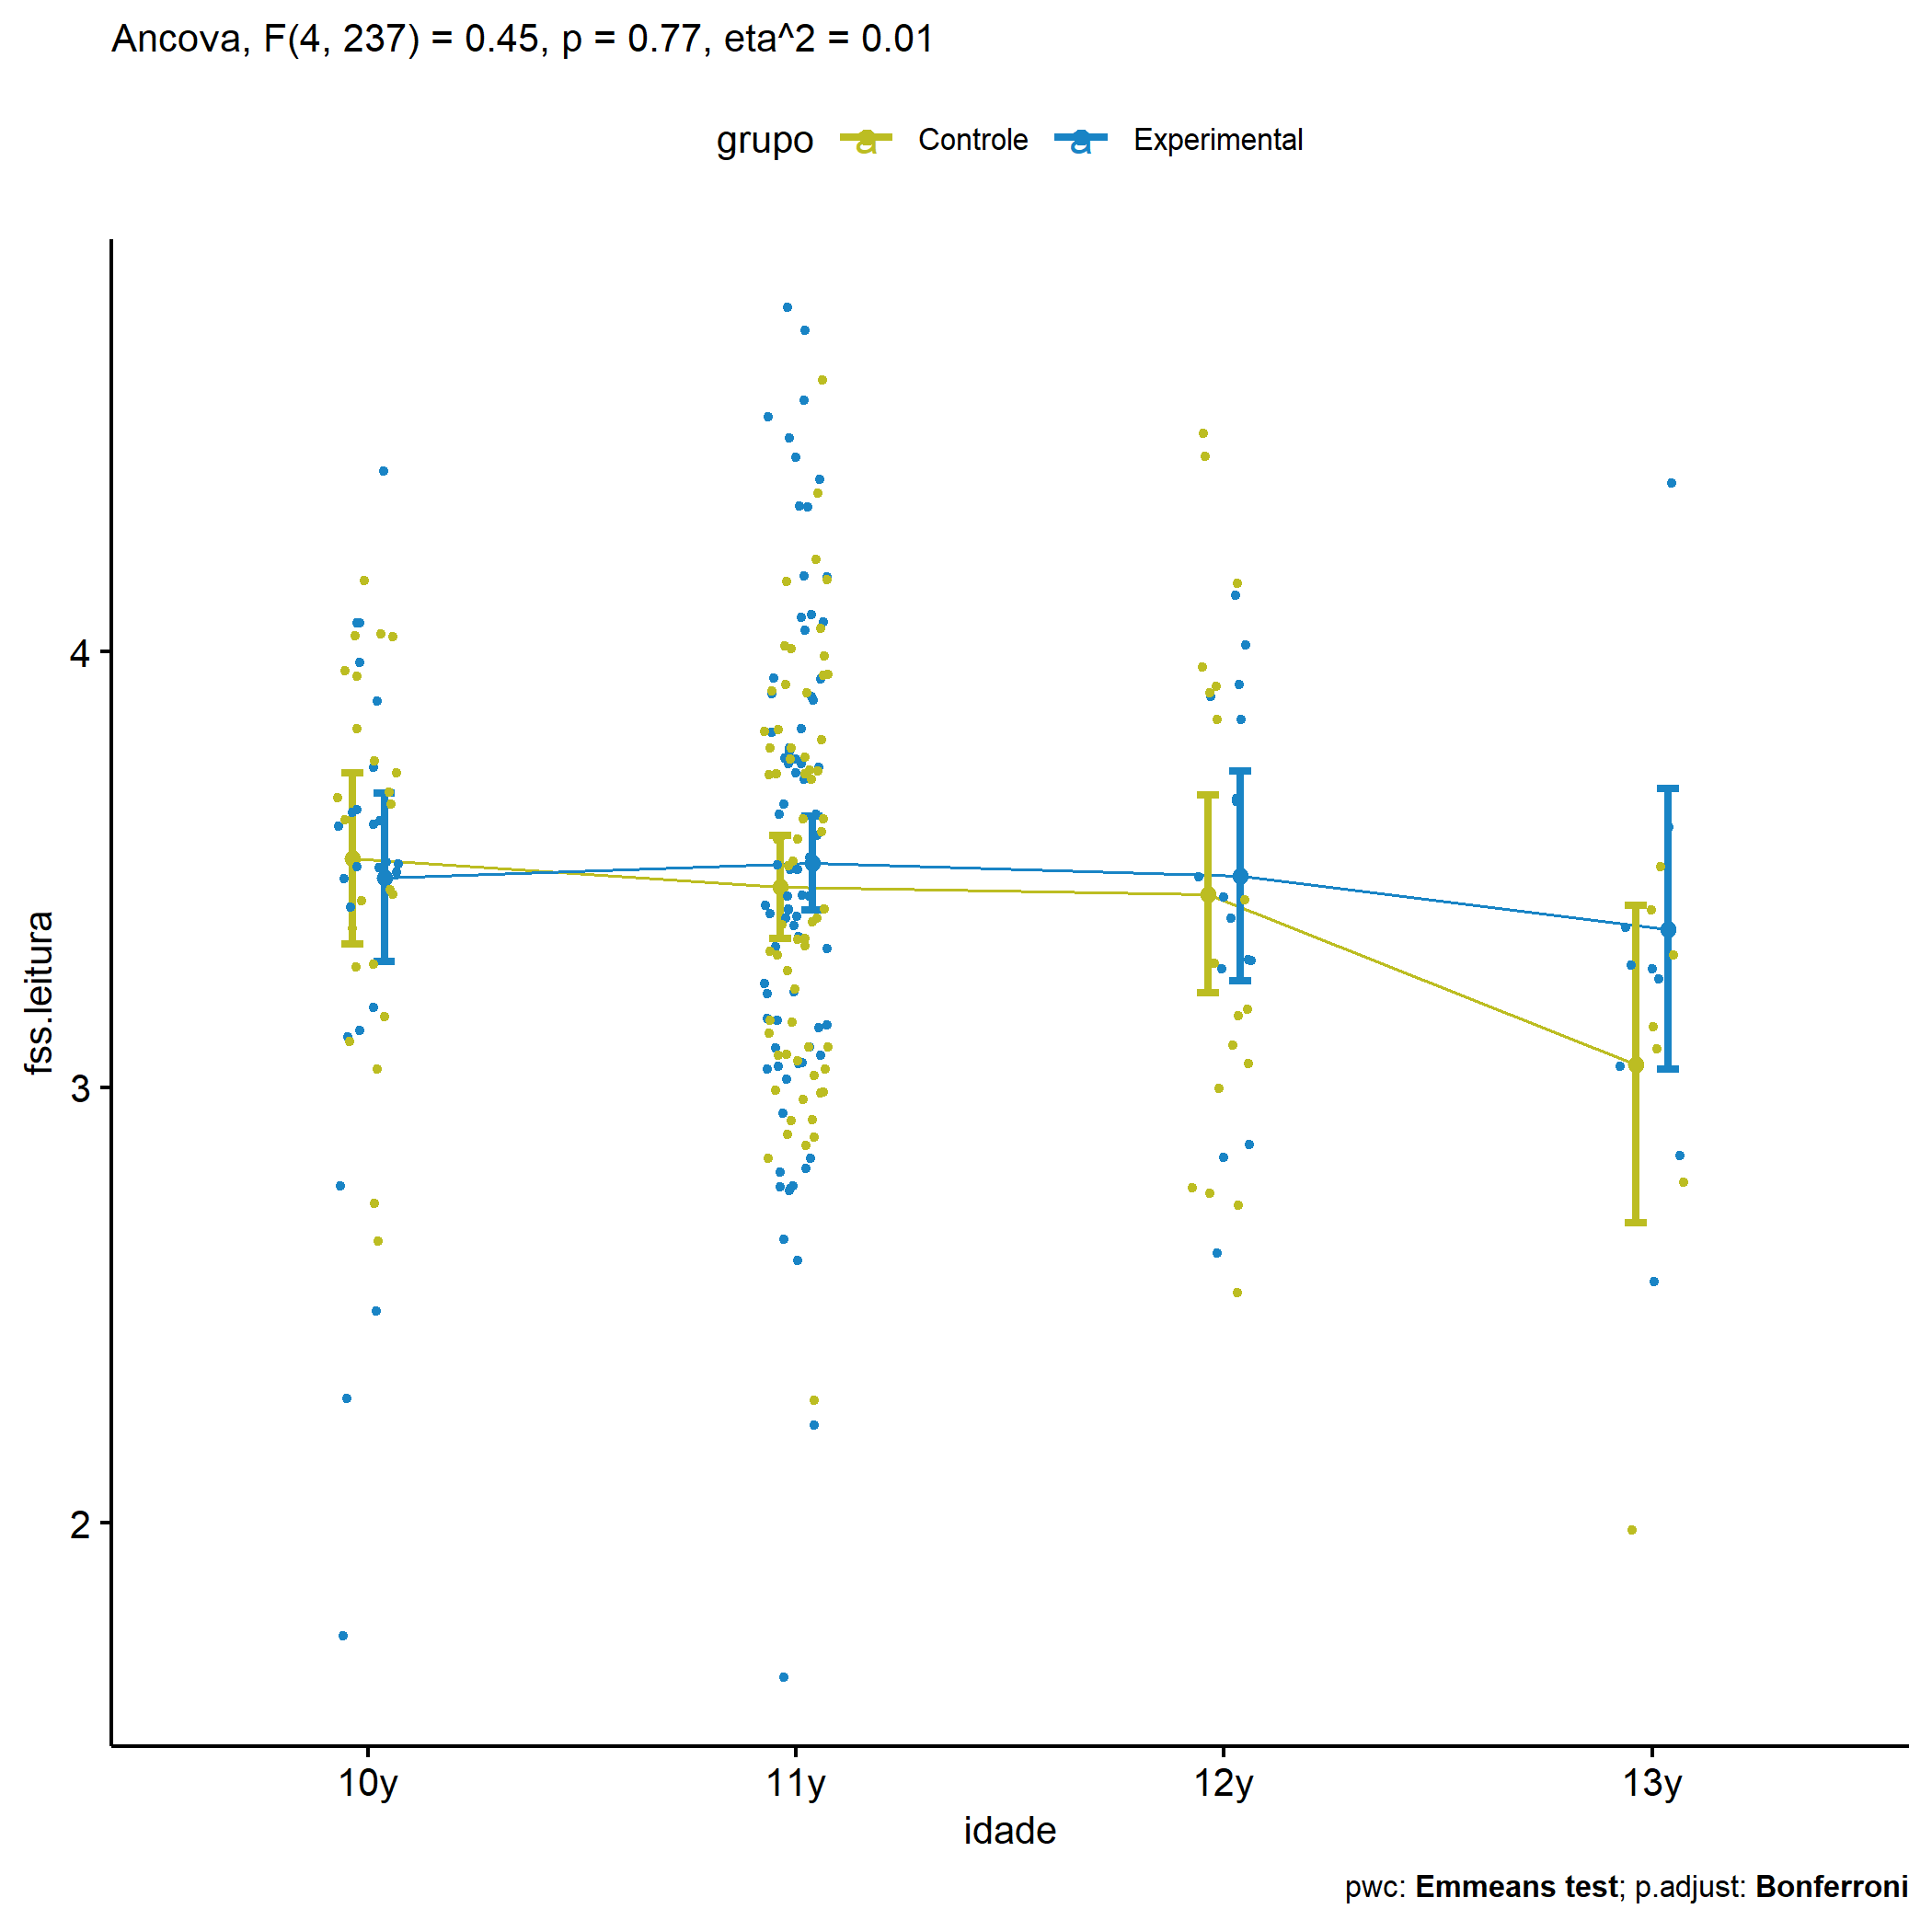 Ancova, F(4, 237) = 0.45, p = 0.77, eta^2 = 0.01
grupo a Controle a Experimental
fss.leitura
4
3
2
10y 11y 12y 13y
idade
pwc: Emmeans test; p.adjust: Bonferroni